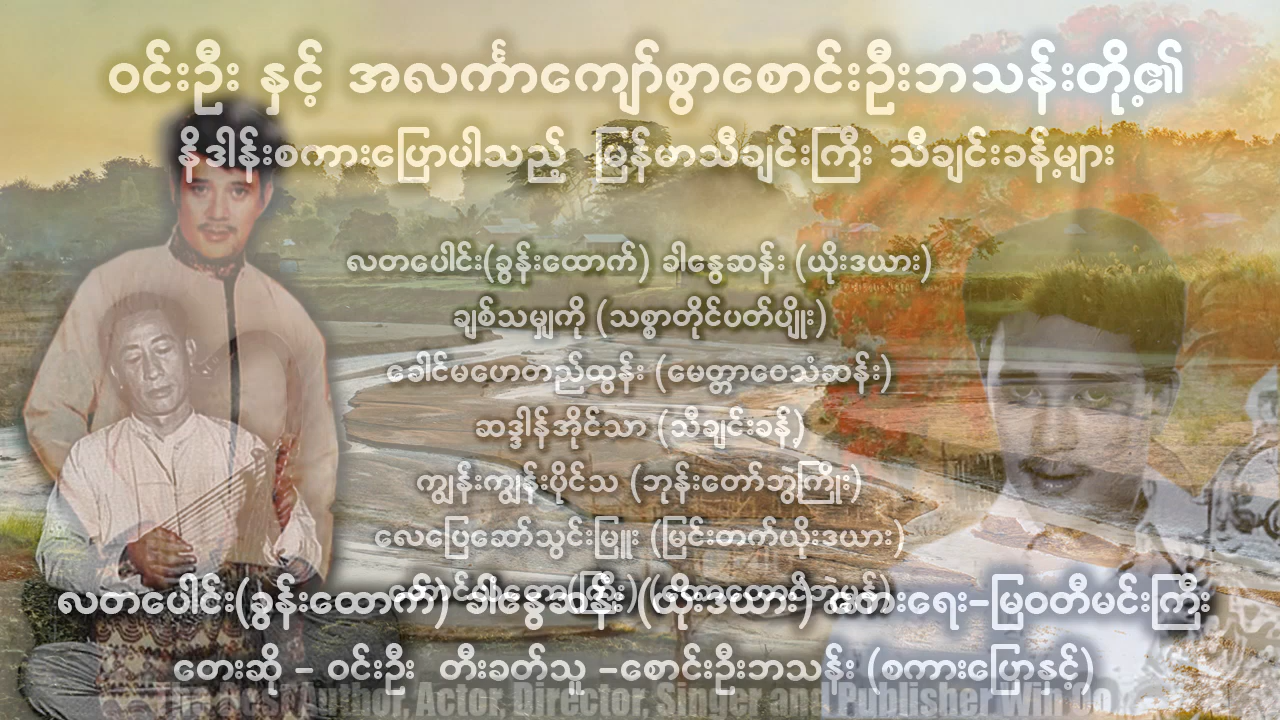 ဝင်းဦး နှင့် အလင်္ကာကျော်စွာစောင်းဦးဘသန်းတို့၏
နိဒါန်းစကားပြောပါသည့် မြန်မာသီချင်းကြီး သီချင်းခန့်များ
လတပေါင်း(ခွန်းထောက်) ခါနွေဆန်း (ယိုးဒယား)
ချစ်သမျှကို (သစ္စာတိုင်ပတ်ပျိုး)
ခေါင်မဟေတည်ထွန်း (မေတ္တာဝေသံဆန်း)
ဆဒ္ဒါန်အိုင်သာ (သီချင်းခန့်)
ကျွန်းကျွန်းပိုင်သ (ဘုန်းတော်ဘွဲ့ကြိုး)
လေပြေဆော်သွင်းမြူး (မြင်းတက်ယိုးဒယား)
လတပေါင်း(ခွန်းထောက်) ခါနွေဆန်း (ယိုးဒယား) စာရေး-မြဝတီမင်းကြီး
တေးဆို - ဝင်းဦး တီးခတ်သူ -စောင်းဦးဘသန်း (စကားပြောနှင့်)
The Best Author, Actor, Director, Singer and Publisher Win Oo